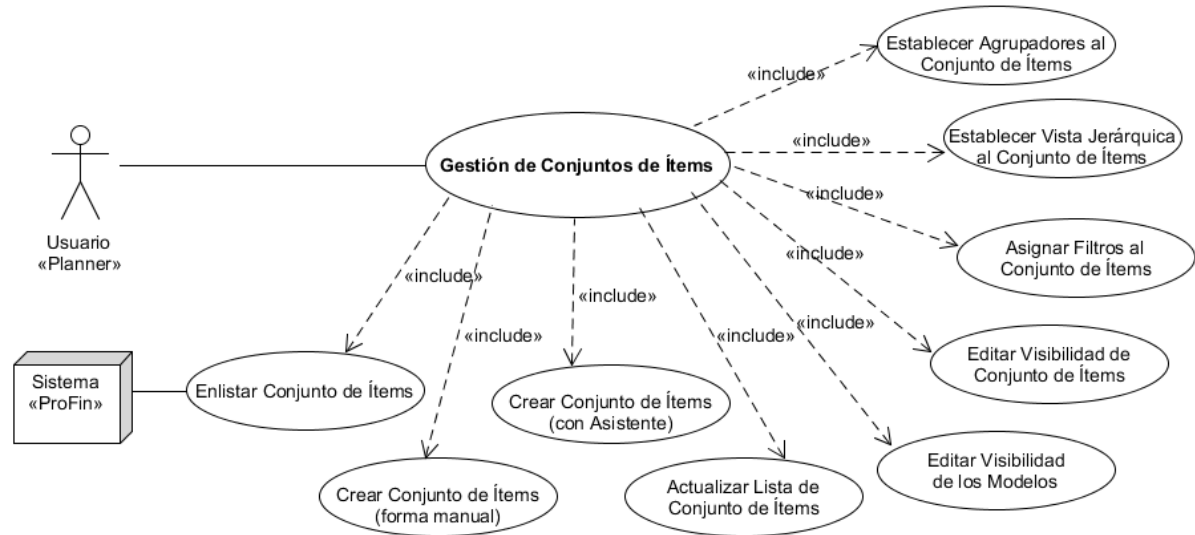 Establecer Agrupadores al
Conjunto de Ítems
«include»
Establecer Vista Jerárquica
al Conjunto de Ítems
«include»
Gestión de Conjuntos de Ítems
Usuario
«Planner»
«include»
Asignar Filtros al
Conjunto de Ítems
«include»
«include»
«include»
«include»
«include»
«include»
Editar Visibilidad de
Conjunto de Ítems
Sistema
«ProFin»
Enlistar Conjunto de Ítems
Crear Conjunto de Ítems
(con Asistente)
Editar Visibilidad
de los Modelos
Crear Conjunto de Ítems
(forma manual)
Actualizar Lista de
Conjunto de Ítems